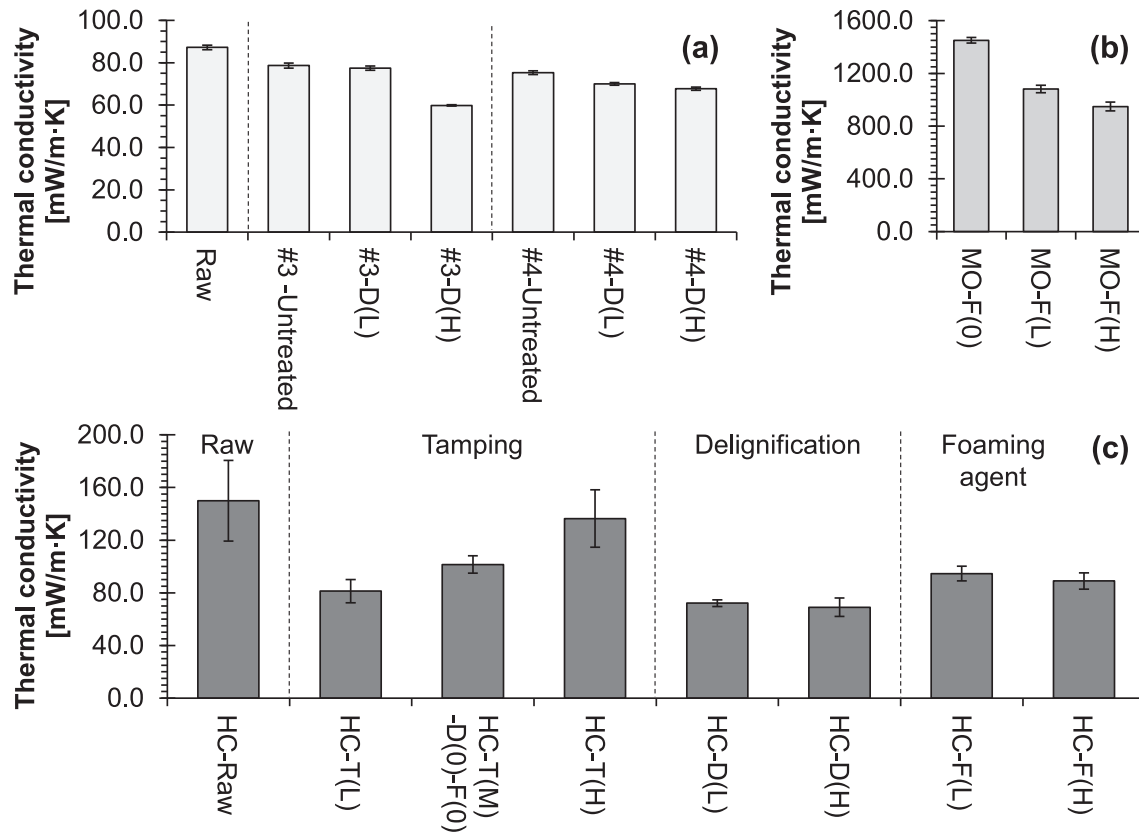 Thermal conductivity
[mW/m·K]
100.0
80.0
60.0
40.0
20.0
0.0
(a)
Raw
#3 -Untreated
#3-D(L)
#3-D(H)
#4-Untreated
#4-D(L)
#4-D(H)
Thermal conductivity
[mW/m·K]
1600.0
1200.0
800.0
400.0
0.0
(b)
MO-F(0)
MO-F(L)
MO-F(H)
Thermal conductivity
[mW/m·K]
200.0
160.0
120.0
80.0
40.0
0.0
Raw
Tamping
Delignification
Foaming
agent
(c)
HC-Raw
HC-T(L)
HC-T(M)
-D(0)-F(0)
HC-T(H)
HC-D(L)
HC-D(H)
HC-F(L)
HC-F(H)